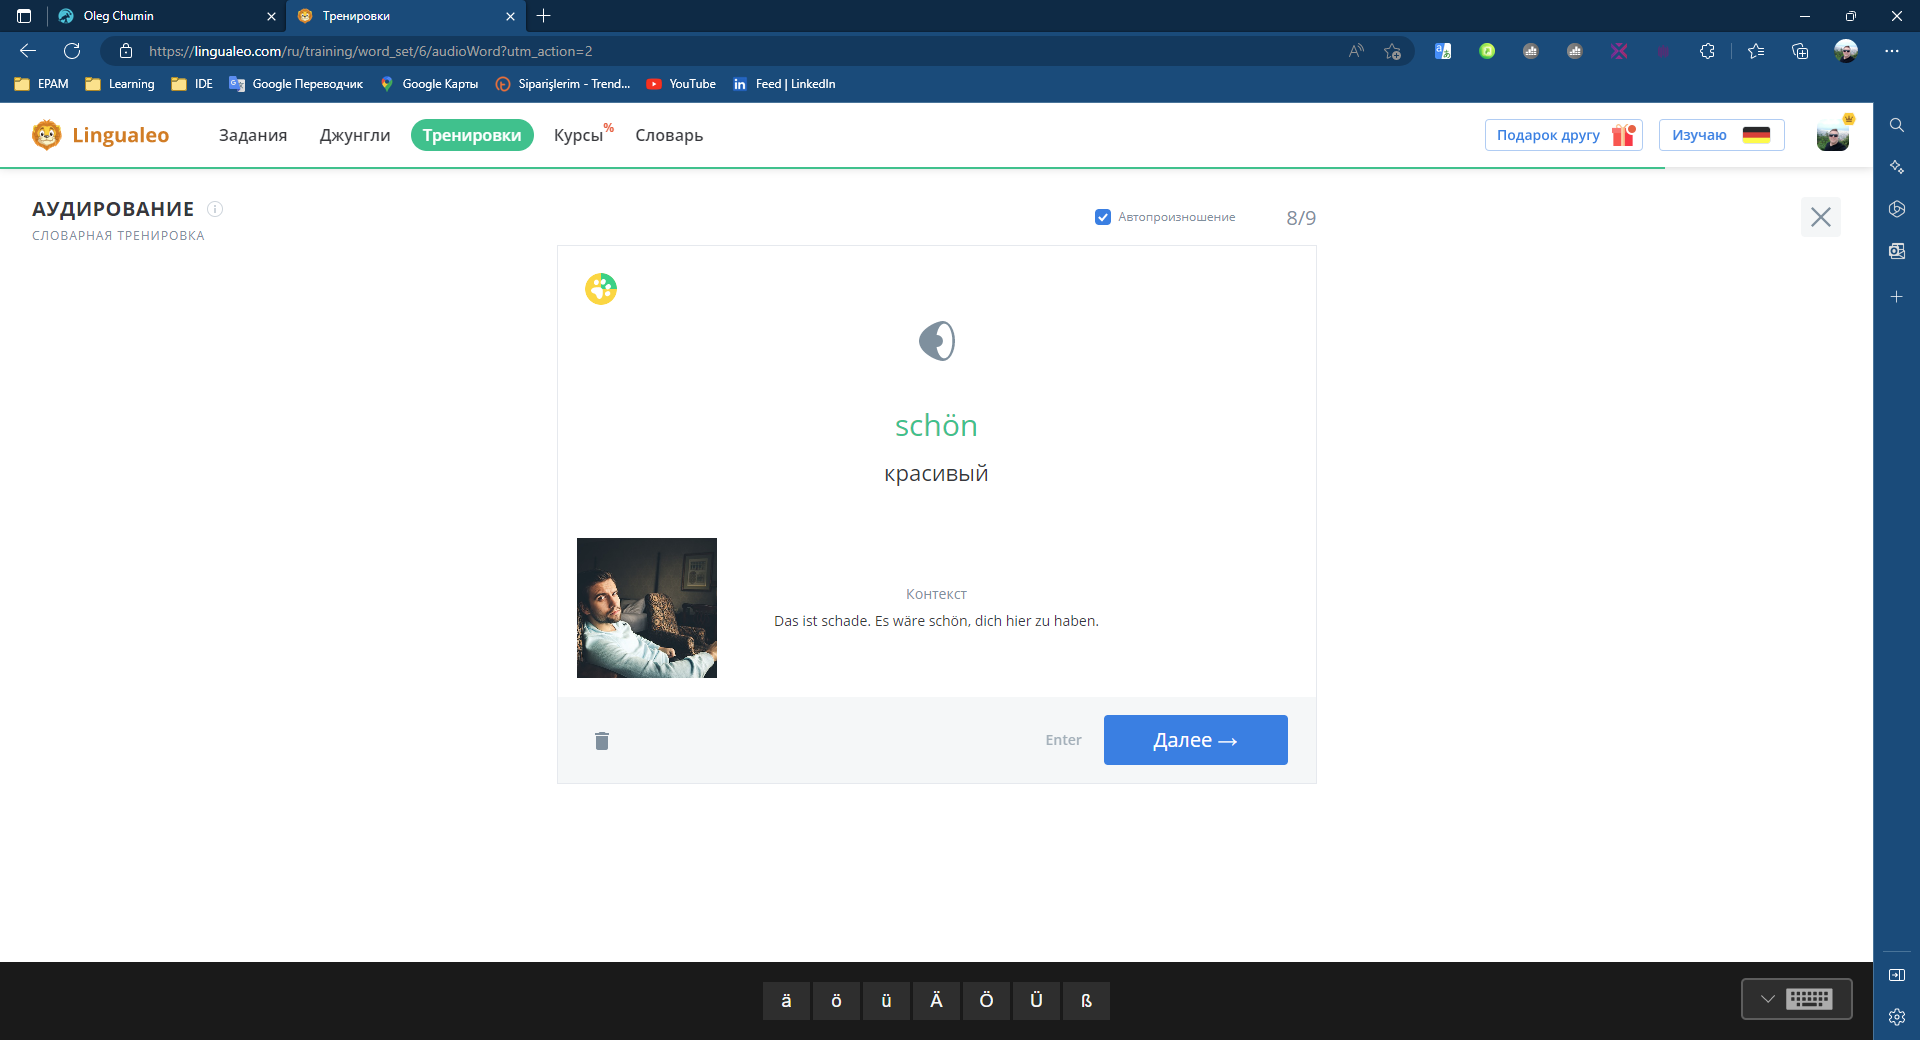 Oleg Chumin
Тренировки
https://lingualeo.com/ru/training/word_set/6/audioWord?utm_action=2
EPAM
Learning
IDE
Google Переводчик
Google Карты
Siparişlerim - Trend...
YouTube
Feed | LinkedIn
Lingualeo
Задания
Джунгли
Тренировки
Курсы%
Словарь
Подарок другу
Изучаю
АУДИРОВАНИЕ
СЛОВАРНАЯ ТРЕНИРОВКА
Автопроизношение
8/9
schön
красивый
Контекст
Das ist schade. Es wäre schön, dich hier zu haben.
Enter
Далее →
ä ö ü Ä Ö Ü ß